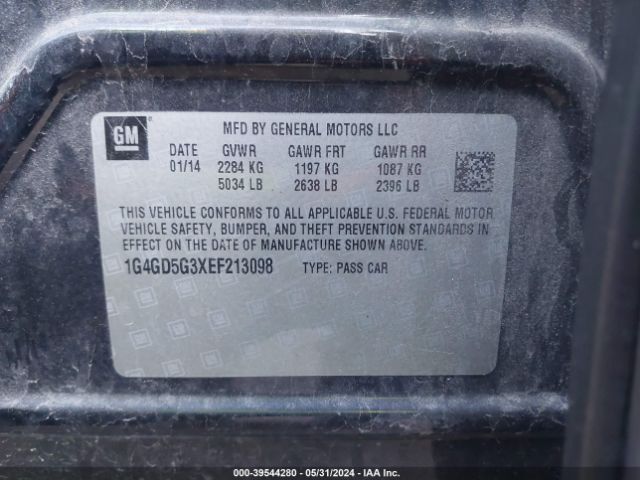 GM
MFD BY GENERAL MOTORS LLC
DATE GVWR GAWR FRT GAWR RR
01/14 2284 KG 1197 KG 1087 KG
5034 LB 2638 LB 2396 LB
THIS VEHICLE CONFORMS TO ALL APPLICABLE U.S. FEDERAL MOTOR
VEHICLE SAFETY, BUMPER, AND THEFT PREVENTION STANDARDS IN
EFFECT ON THE DATE OF MANUFACTURE SHOWN ABOVE.
1G4GD5G3XEF213098 TYPE: PASS CAR
000-39544280 - 05/31/2024 - IAA Inc.